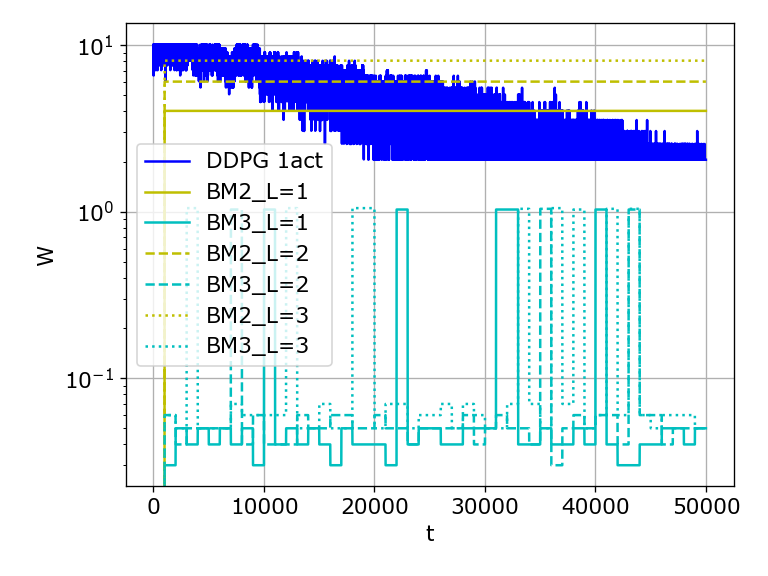 10^1
10^0
10^−1
W
DDPG 1act
BM2_L=1
BM3_L=1
BM2_L=2
BM3_L=2
BM2_L=3
BM3_L=3
0 10000 20000 30000 40000 50000
t